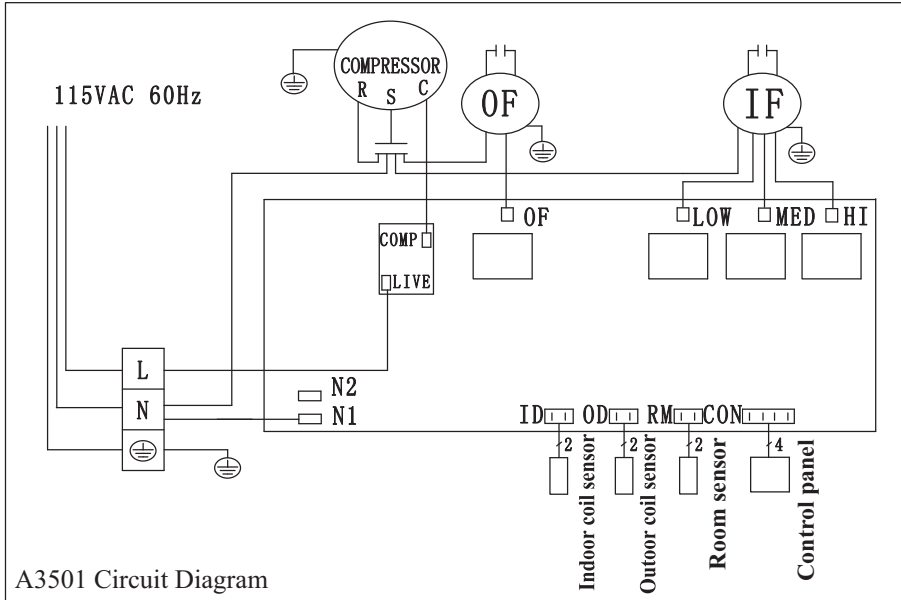 COMPRESSOR
R S C
OF
IF
115VAC 60Hz
OF
LOW
MED
HI
COMP
LIVE
L
N
N2
N1
ID
OD
RM
CON
2
2
2
4
Indoor coil sensor
Outoor coil sensor
Room sensor
Control panel
A3501 Circuit Diagram